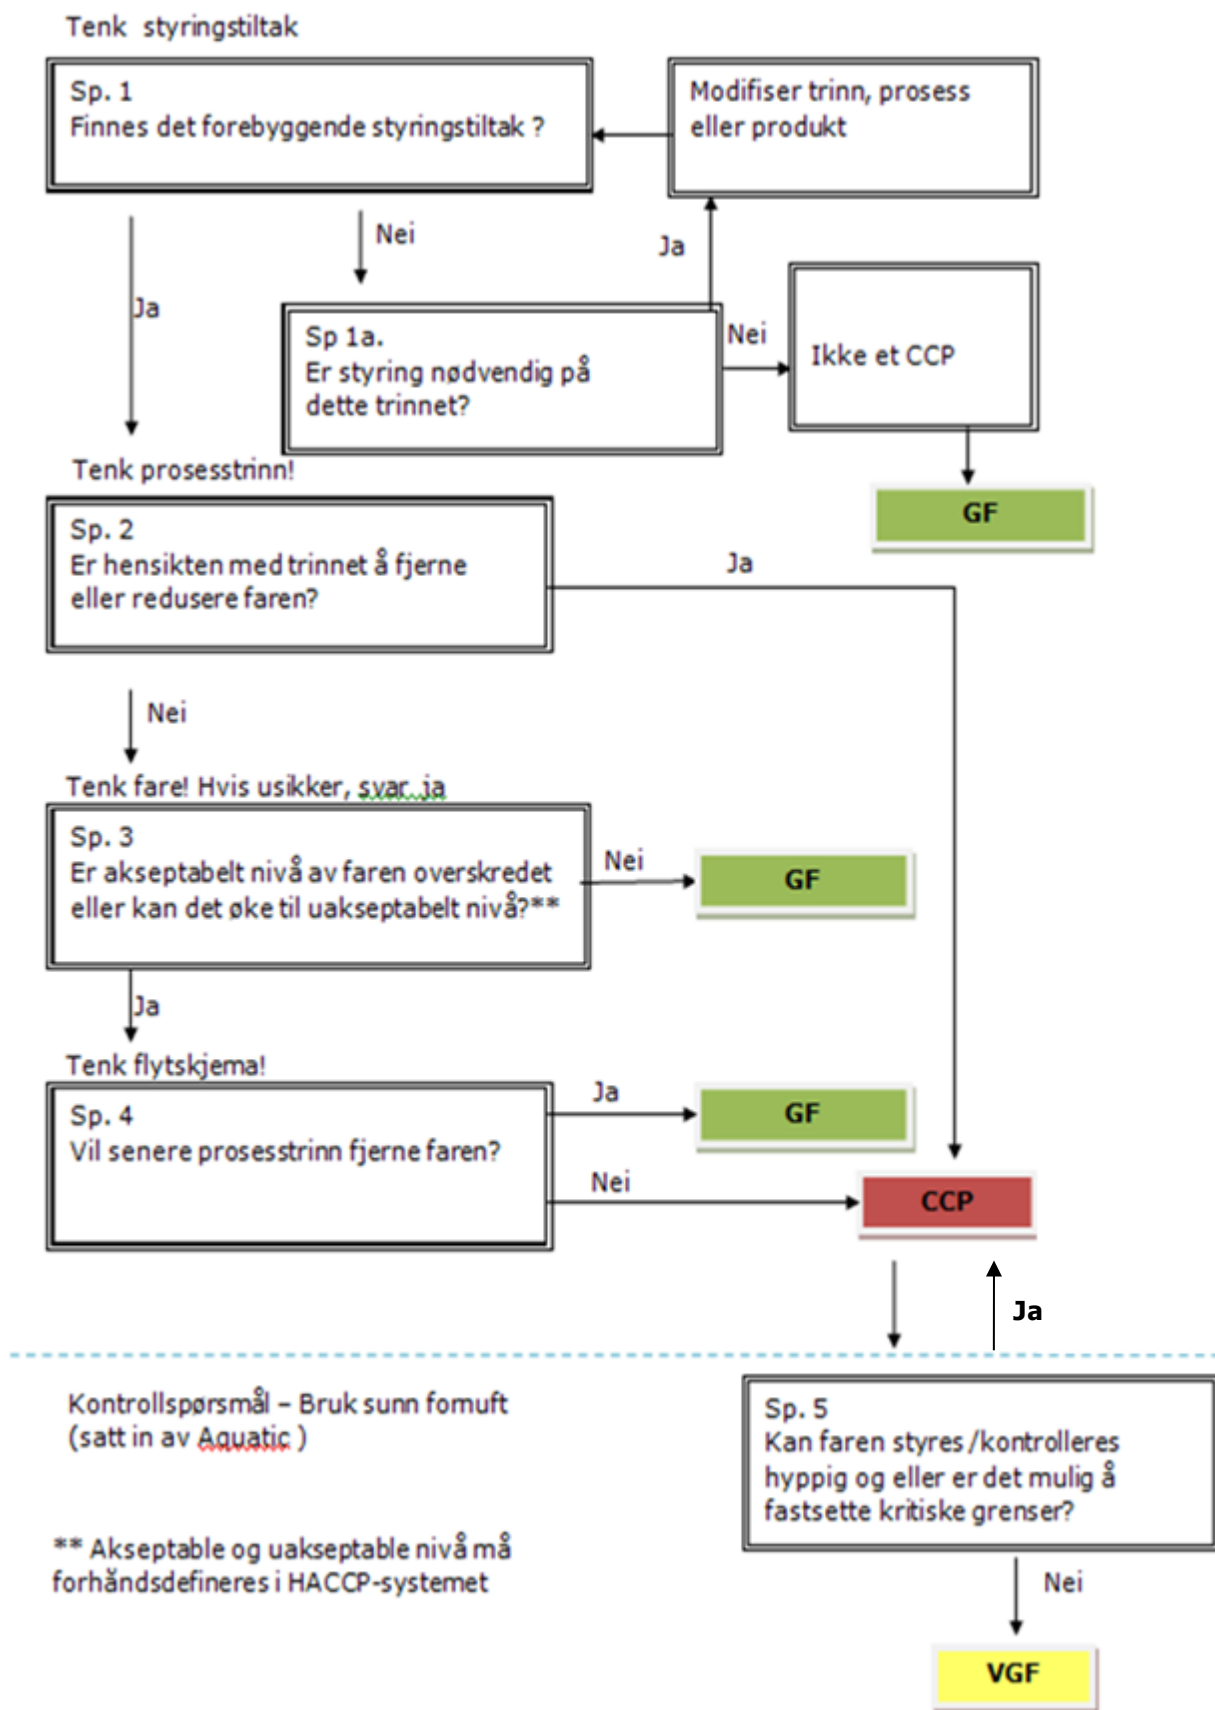 Tenk styringstiltak
Sp. 1
Finnes det forebyggende styringstiltak ?
Modifiser trinn, prosess
eller produkt
Nei
Ja
Ja
Sp 1a.
Er styring nødvendig på
dette trinnet?
Nei
Ikke et CCP
GF
Tenk prosesstrinn!
Sp. 2
Er hensikten med trinnet å fjerne
eller redusere faren?
Ja
Nei
Tenk fare! Hvis usikker, svar ja
Sp. 3
Er akseptabelt nivå av faren overskredet
eller kan det øke til uakseptabelt nivå?**
Nei
GF
Ja
Tenk flytskjema!
Sp. 4
Vil senere prosesstrinn fjerne faren?
Ja
GF
Nei
CCP
Ja
Kontrollspørsmål – Bruk sunn fornuft
(satt in av Aquatic )
Sp. 5
Kan faren styres /kontrolleres
hyppig og eller er det mulig å
fastsette kritiske grenser?
** Akseptable og uakseptable nivå må
forhåndsdefineres i HACCP-systemet
Nei
VGF